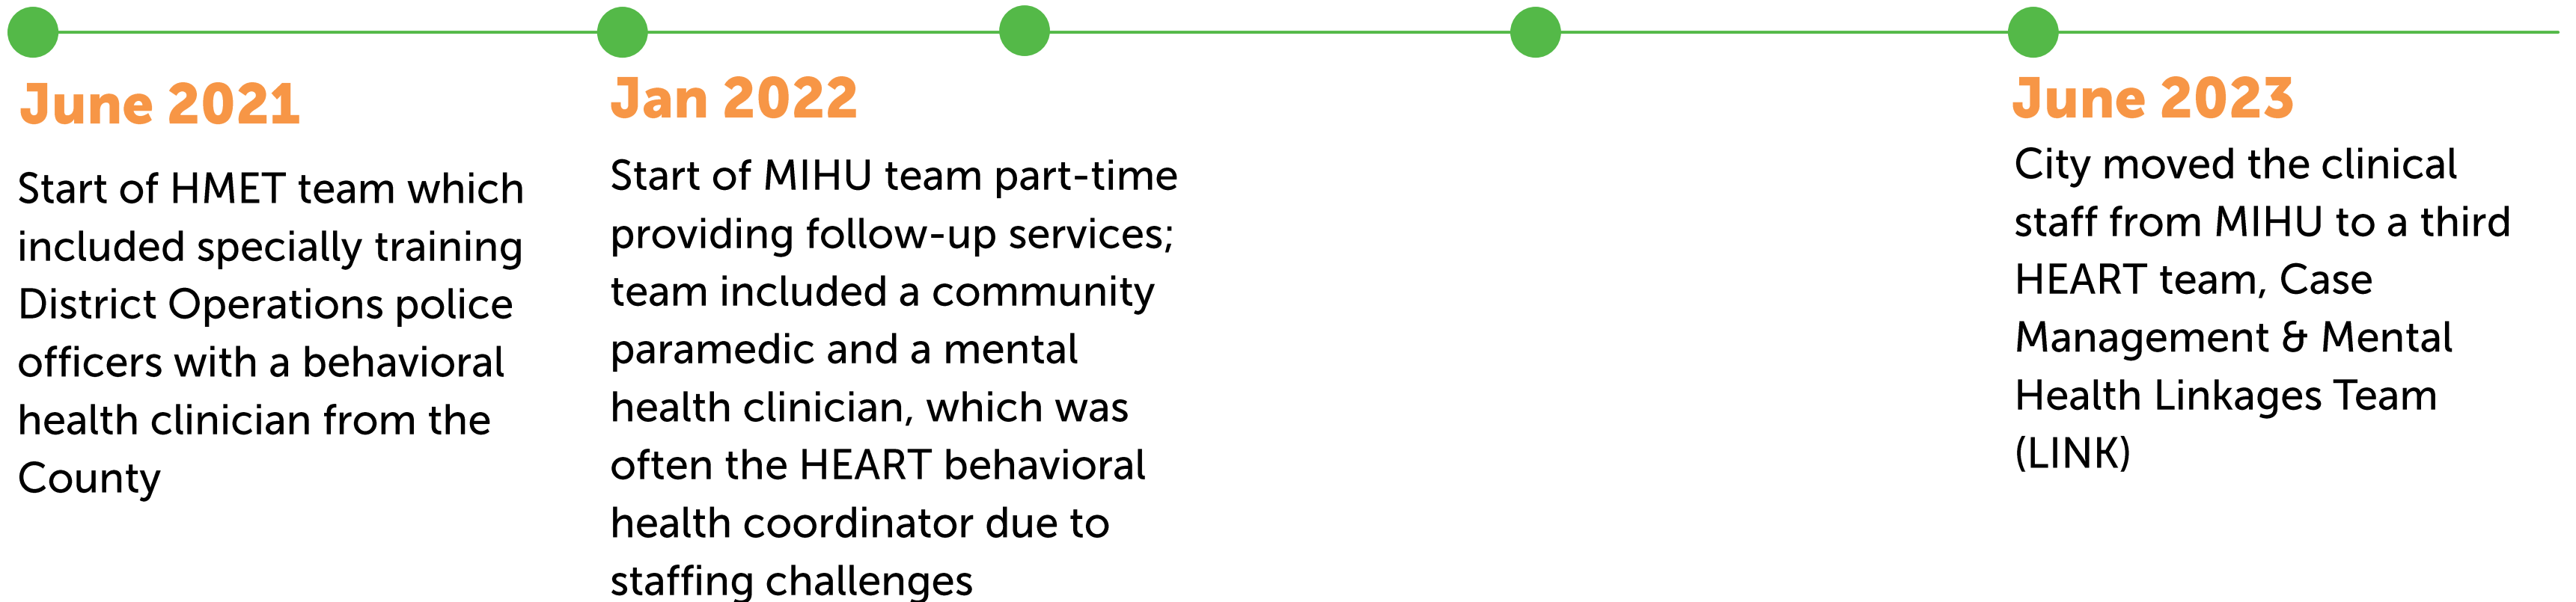 June 2021
Start of HMET team which
included specially training
District Operations police
officers with a behavioral
health clinician from the
County
Jan 2022
Start of MIHU team part-time
providing follow-up services;
team included a community
paramedic and a mental
health clinician, which was
often the HEART behavioral
health coordinator due to
staffing challenges
June 2023
City moved the clinical
staff from MIHU to a third
HEART team, Case
Management & Mental
Health Linkages Team
(LINK)